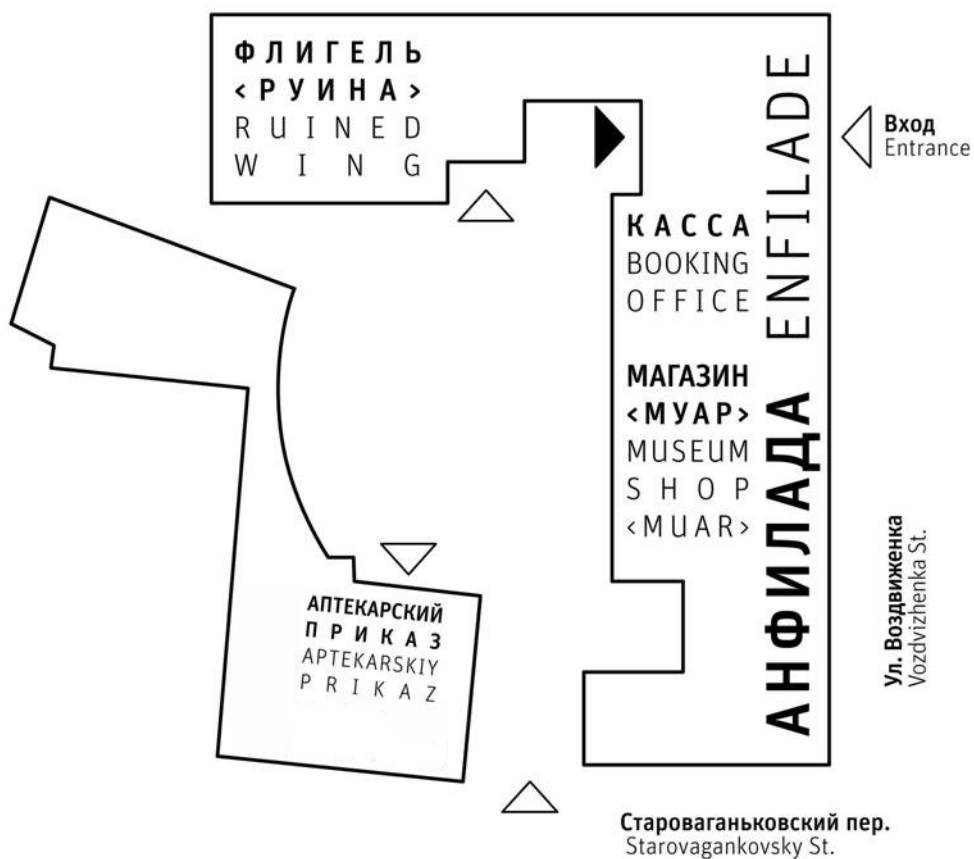 ФЛИГЕЛЬ
<РУИНА>
RUINED
WING
Вход
Entrance
КАССА
BOOKING
OFFICE
МАГАЗИН
<МУАР>
MUSEUM
SHOP
<MUAR>
АНФИЛАДА ENFILADE
Ул. Воздвиженка
Vozdvizhenka St.
АПТЕКАРСКИЙ
ПРИКАЗ
APTEKARSKIY
PRIKAZ
Староваганьковский пер.
Starovagankovsky St.